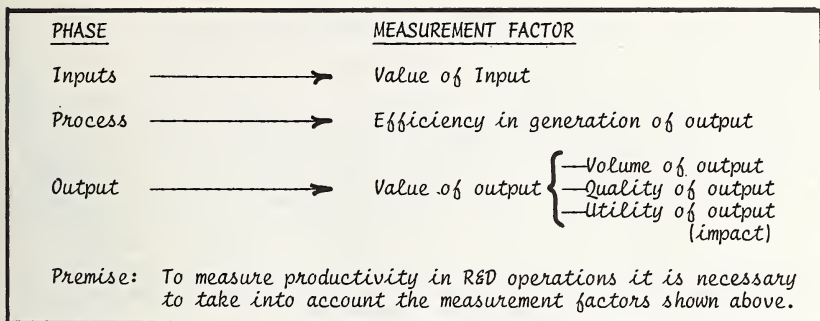 PHASE MEASUREMENT FACTOR
Inputs Value of Input
Process Efficiency in generation of output
Output Value of output
—Volume of output
—Quality of output
—Utility of output
(impact)
Premise: To measure productivity in R&D operations it is necessary
to take into account the measurement factors shown above.